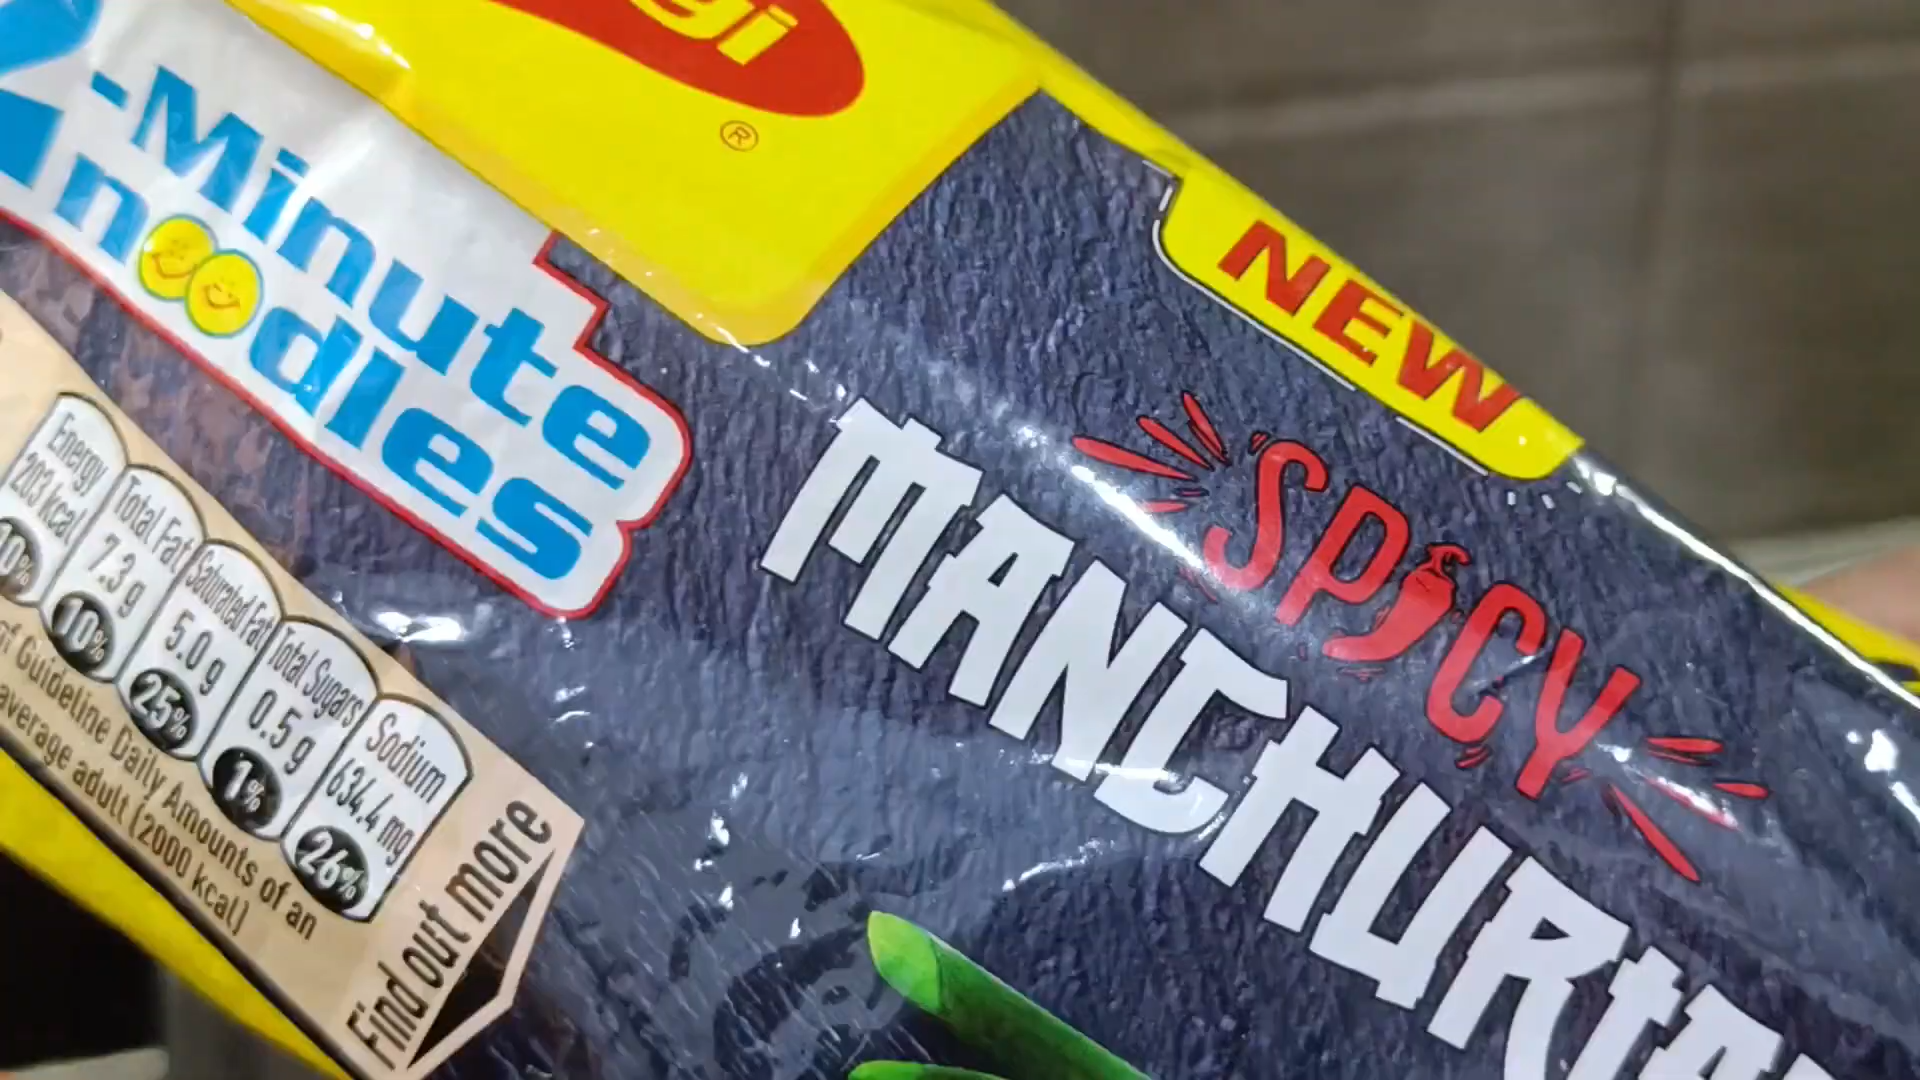 ®
2-Minute
noodles
NEW
SPICY
MANCHURIAN
Energy
203 kcal
10%
Total Fat
7.3 g
10%
Saturated Fat
5.0 g
25%
Total Sugars
0.5 g
1%
Sodium
634.4 mg
26%
of Guideline Daily Amounts of an
average adult (2000 kcal)
Find out more